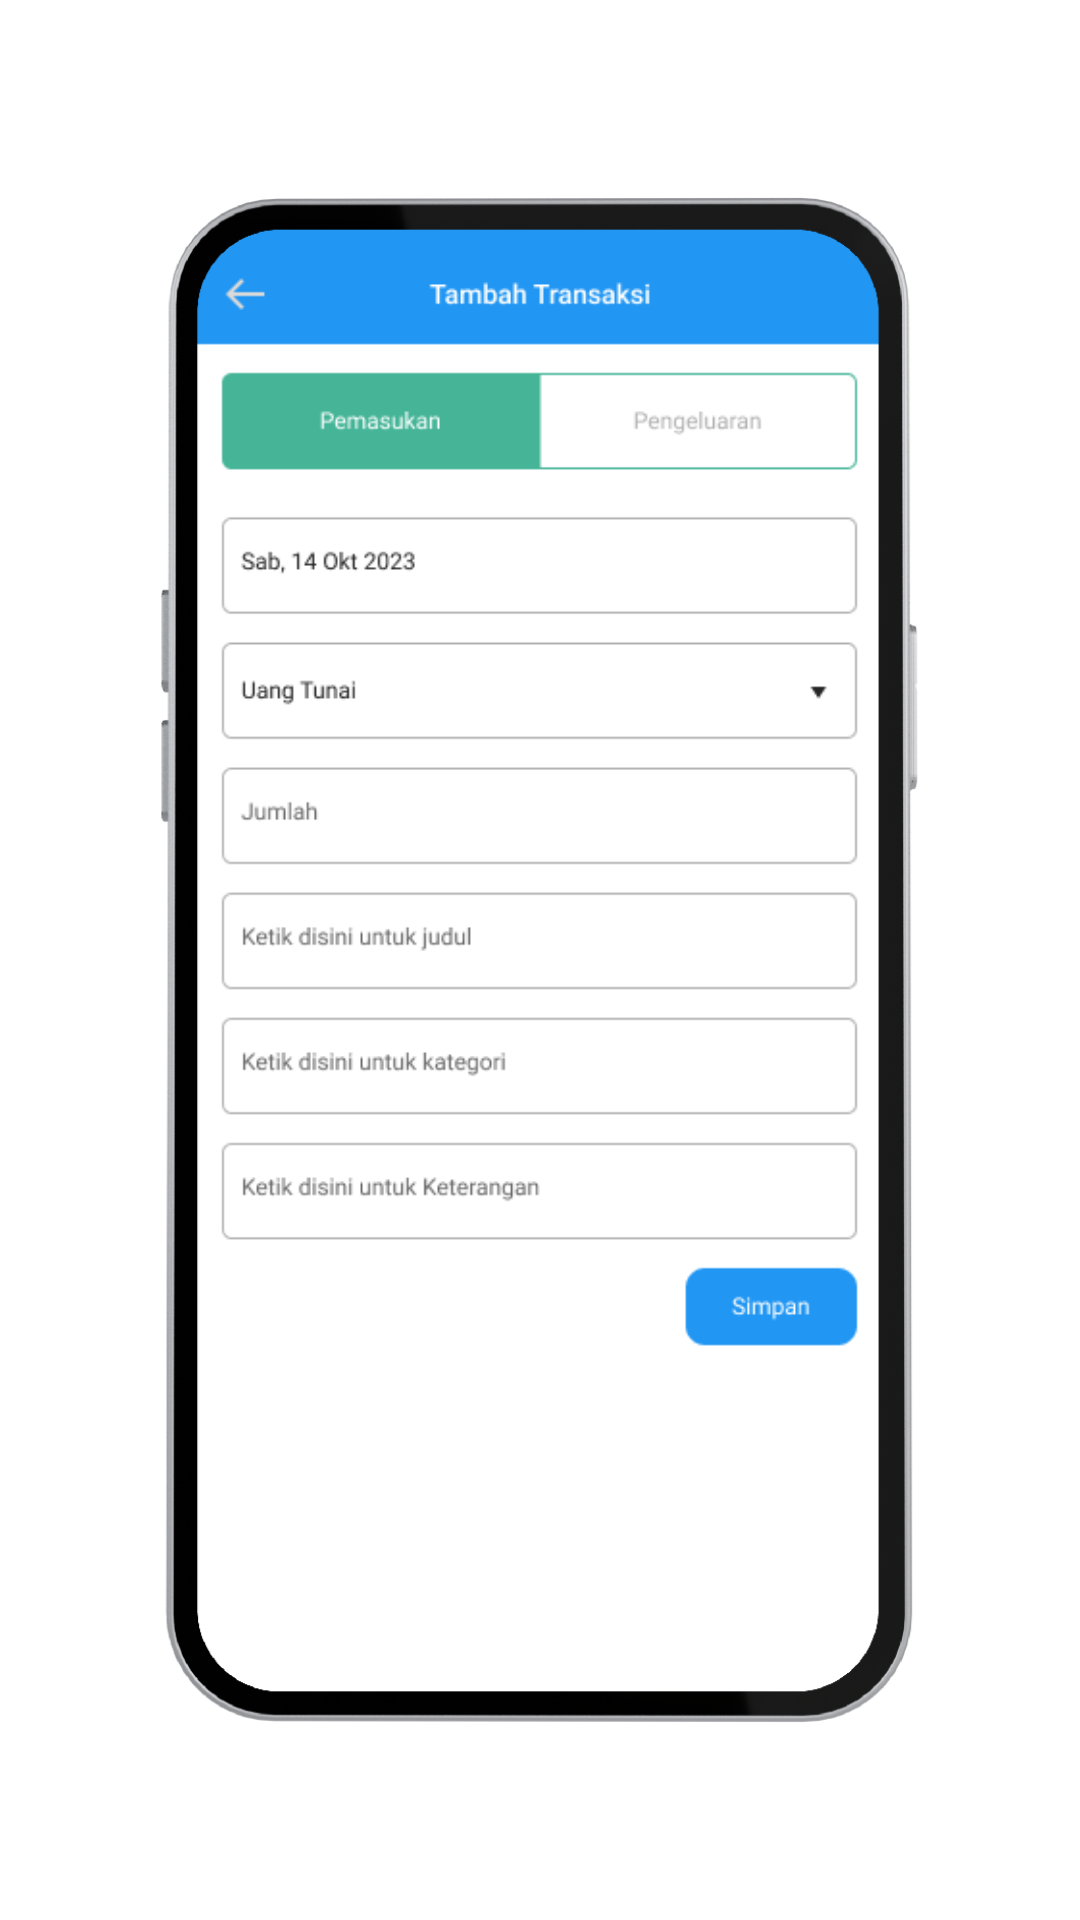 Tambah Transaksi
Pemasukan
Pengeluaran
Sab, 14 Okt 2023
Uang Tunai
Jumlah
Ketik disini untuk judul
Ketik disini untuk kategori
Ketik disini untuk Keterangan
Simpan